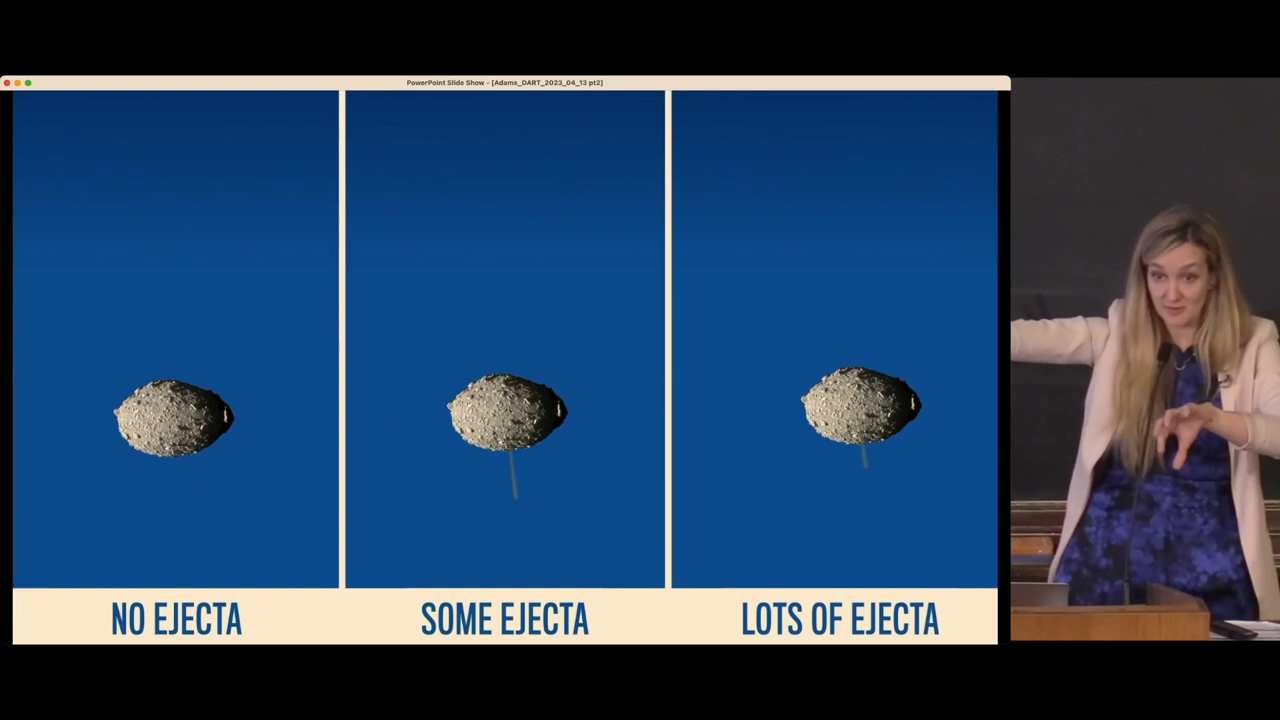 PowerPoint Slide Show - [Adams_DART_2023_04_13 pt2]
NO EJECTA
SOME EJECTA
LOTS OF EJECTA